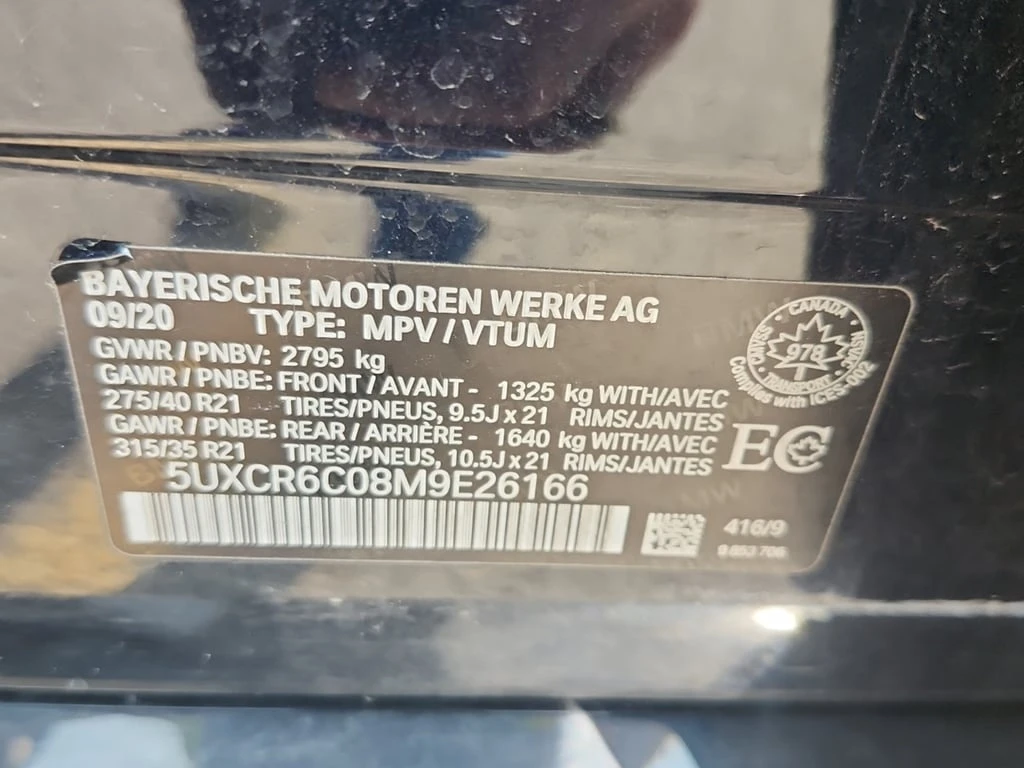 BAYERISCHE MOTOREN WERKE AG
09/20 TYPE: MPV / VTUM
GVWR / PNBV: 2795 kg
GAWR / PNBE: FRONT / AVANT - 1325 kg WITH/AVEC
275/40 R21 TIRES/PNEUS, 9.5J x 21 RIMS/JANTES
GAWR / PNBE: REAR / ARRIÈRE - 1640 kg WITH/AVEC
315/35 R21 TIRES/PNEUS, 10.5J x 21 RIMS/JANTES
5UXCR6C08M9E26166
CANADA
978
TRANSPORT
Complies with ICES-002
EC
416/9
9 853 706